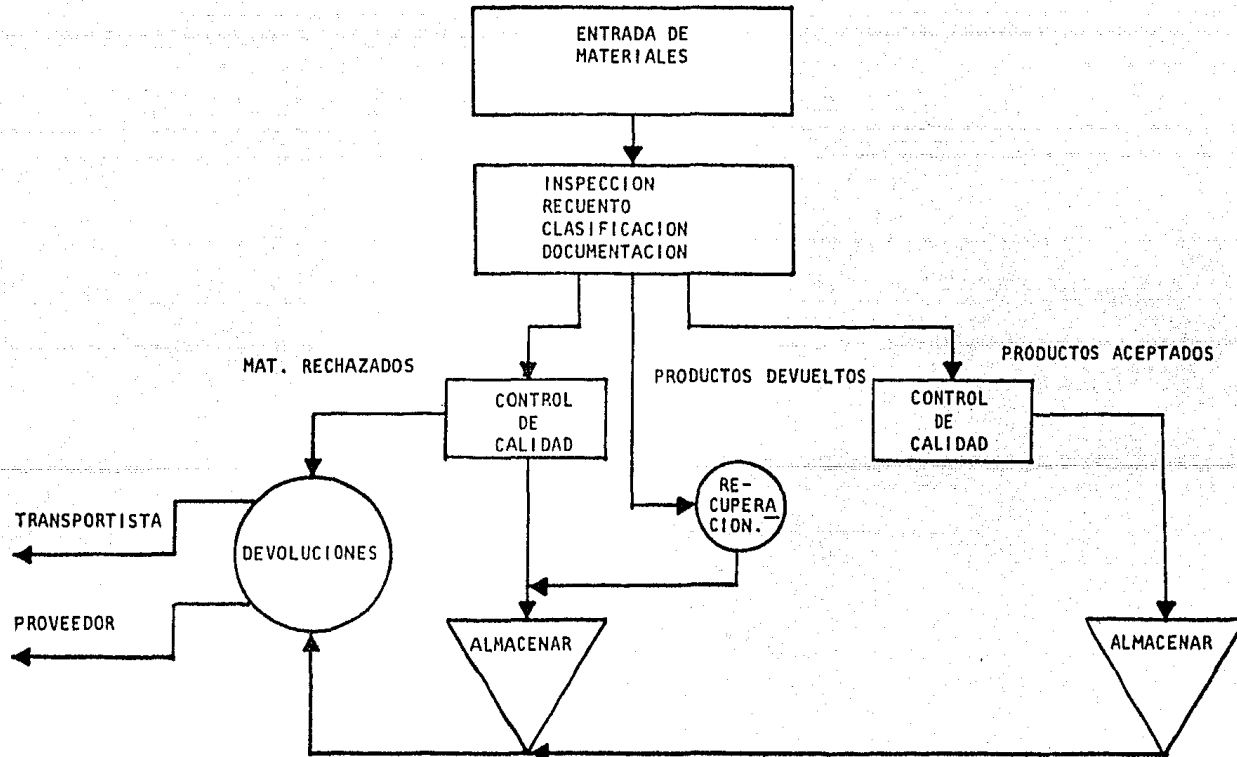 ENTRADA DE
MATERIALES
INSPECCION
RECUENTO
CLASIFICACION
DOCUMENTACION
MAT. RECHAZADOS
PRODUCTOS DEVUELTOS
PRODUCTOS ACEPTADOS
CONTROL
DE
CALIDAD
CONTROL
DE
CALIDAD
RE-
CUPERA
CION.
TRANSPORTISTA
DEVOLUCIONES
PROVEEDOR
ALMACENAR
ALMACENAR